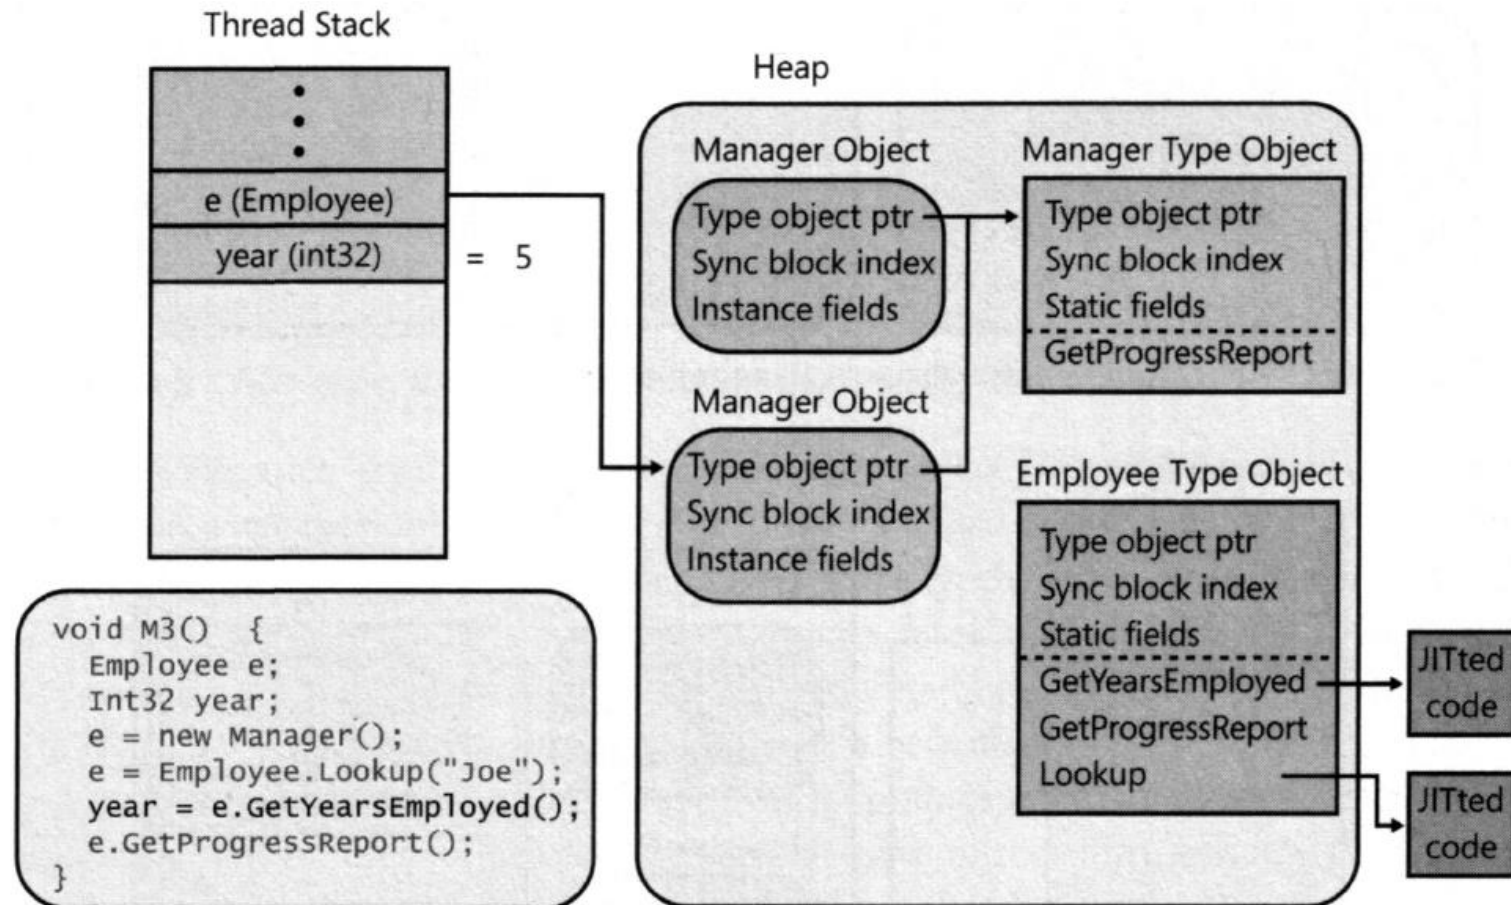 Thread Stack
e (Employee)
year (int32)
= 5
Heap
Manager Object
Type object ptr
Sync block index
Instance fields
Manager Type Object
Type object ptr
Sync block index
Static fields
GetProgressReport
Manager Object
Type object ptr
Sync block index
Instance fields
Employee Type Object
Type object ptr
Sync block index
Static fields
GetYearsEmployed
GetProgressReport
Lookup
JITted
code
JITted
code
void M3() {
Employee e;
Int32 year;
e = new Manager();
e = Employee.Lookup("Joe");
year = e.GetYearsEmployed();
e.GetProgressReport();
}